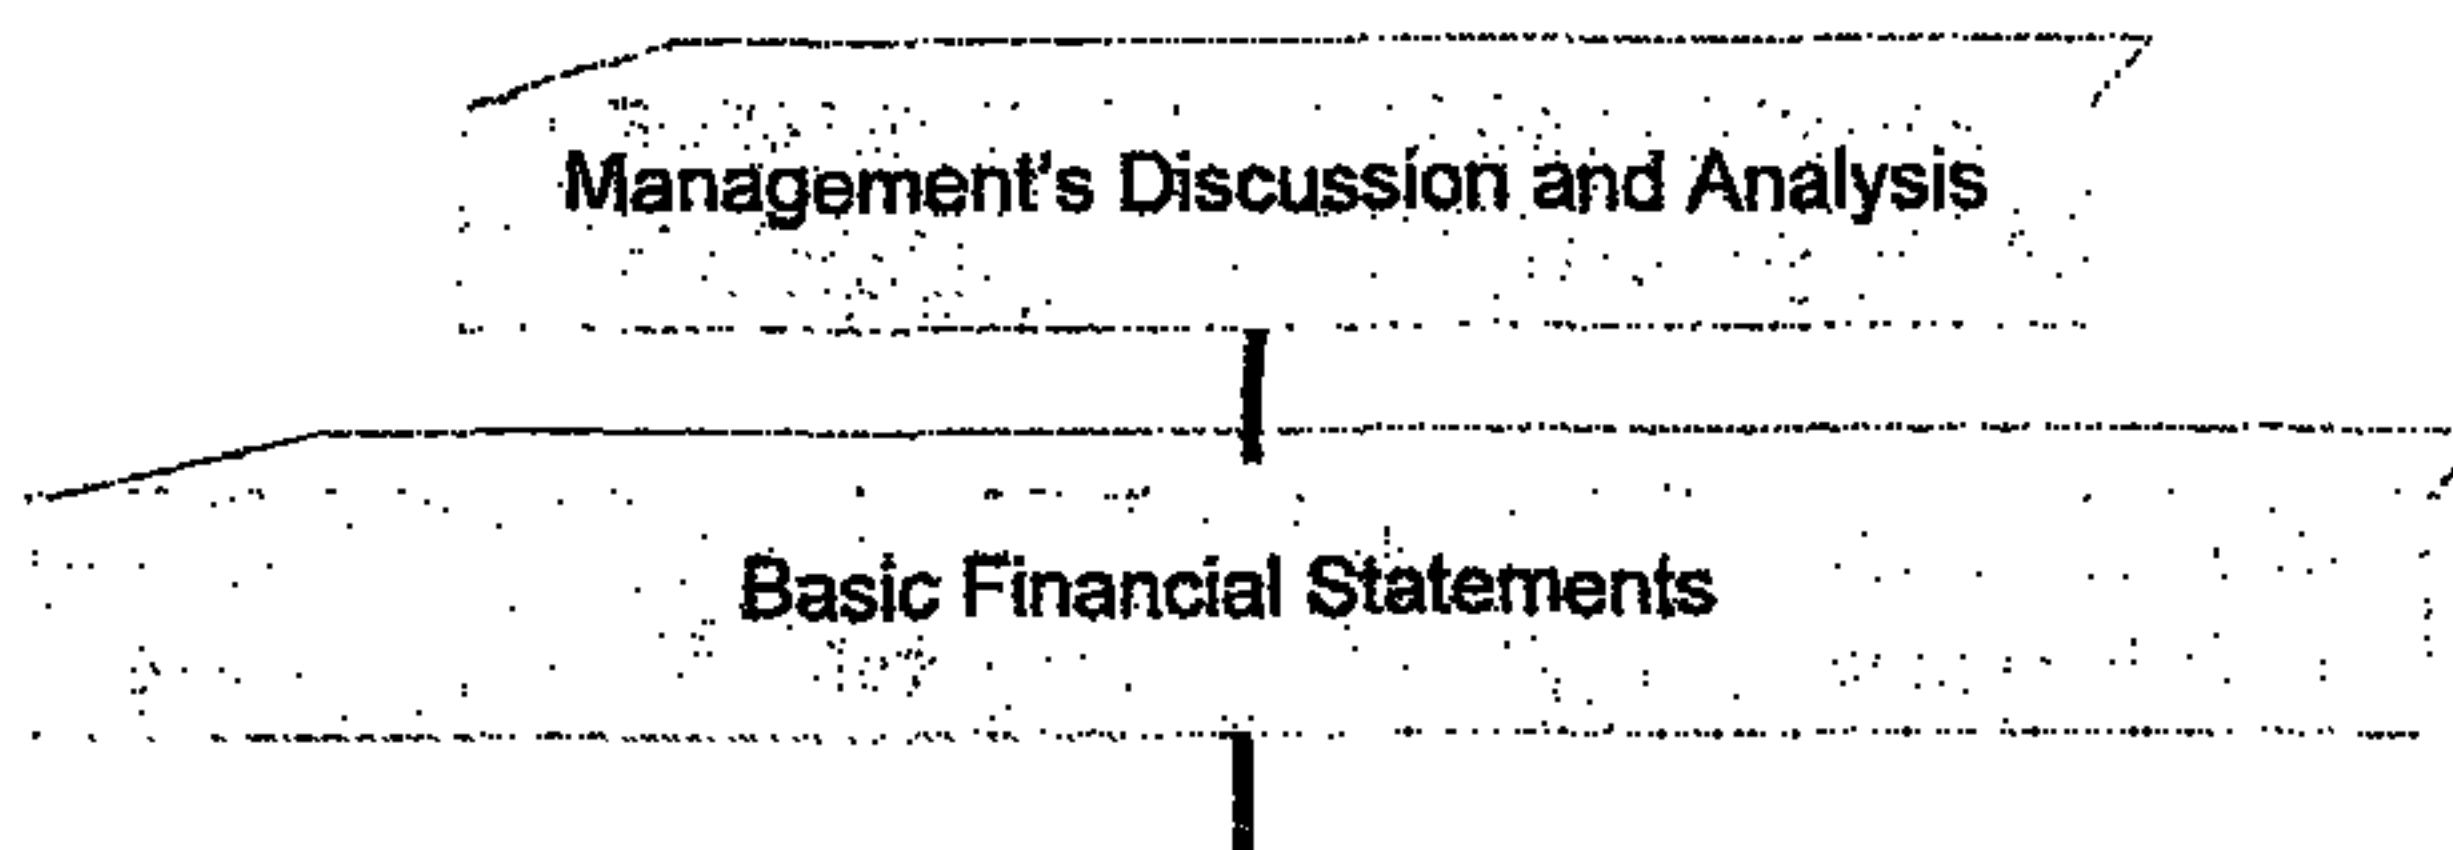 Management's Discussion and Analysis
Basic Financial Statements